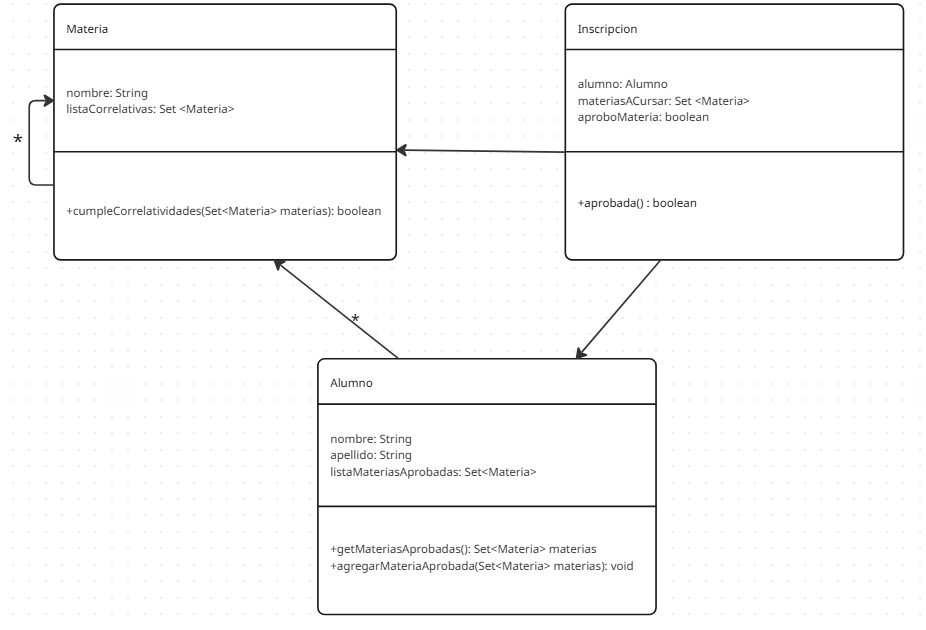 Materia
nombre: String
listaCorrelativas: Set <Materia>
*
+cumpleCorrelatividades(Set<Materia> materias): boolean
Inscripcion
alumno: Alumno
materiasACursar: Set <Materia>
aproboMateria: boolean
+aprobada() : boolean
*
Alumno
nombre: String
apellido: String
listaMateriasAprobadas: Set<Materia>
+getMateriasAprobadas(): Set<Materia> materias
+agregarMateriaAprobada(Set<Materia> materias): void